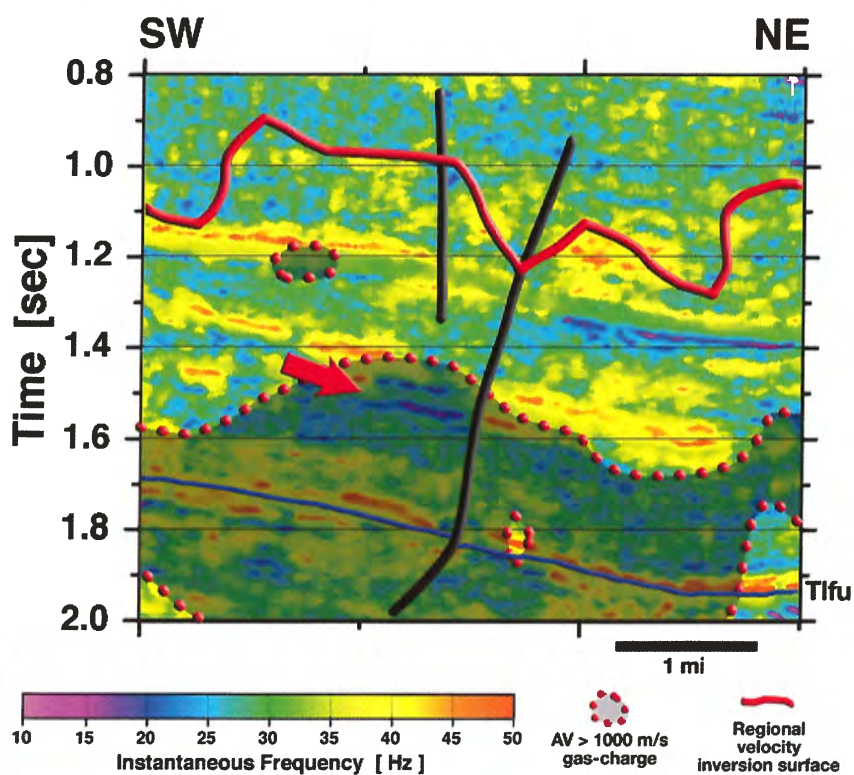 SW NE
0.8
1.0
1.2
1.4
1.6
1.8
2.0
Time [sec]
Tlfu
1 mi
10 15 20 25 30 35 40 45 50
Instantaneous Frequency [ Hz ]
AV > 1000 m/s
gas-charge
Regional
velocity
inversion surface